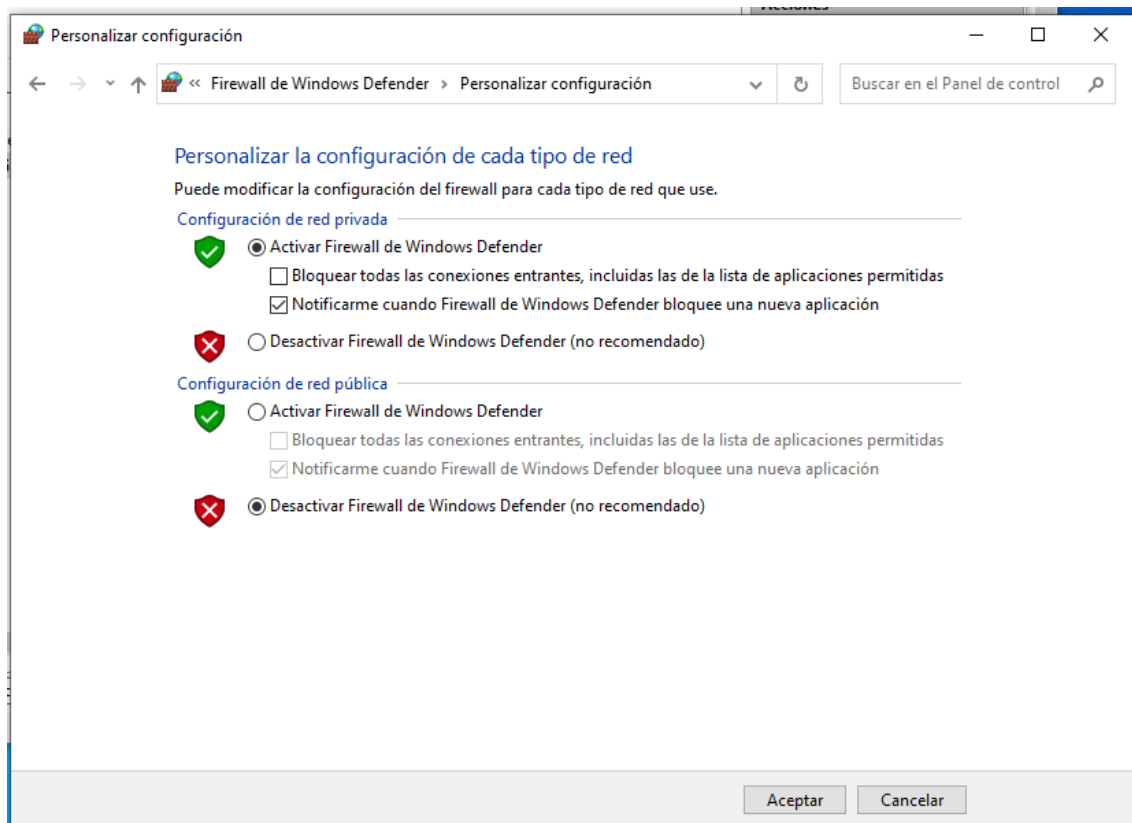 Acciones
Personalizar configuración
« Firewall de Windows Defender › Personalizar configuración
Buscar en el Panel de control
Personalizar la configuración de cada tipo de red
Puede modificar la configuración del firewall para cada tipo de red que use.
Configuración de red privada
Activar Firewall de Windows Defender
Bloquear todas las conexiones entrantes, incluidas las de la lista de aplicaciones permitidas
Notificarme cuando Firewall de Windows Defender bloquee una nueva aplicación
Desactivar Firewall de Windows Defender (no recomendado)
Configuración de red pública
Activar Firewall de Windows Defender
Bloquear todas las conexiones entrantes, incluidas las de la lista de aplicaciones permitidas
Notificarme cuando Firewall de Windows Defender bloquee una nueva aplicación
Desactivar Firewall de Windows Defender (no recomendado)
Aceptar Cancelar